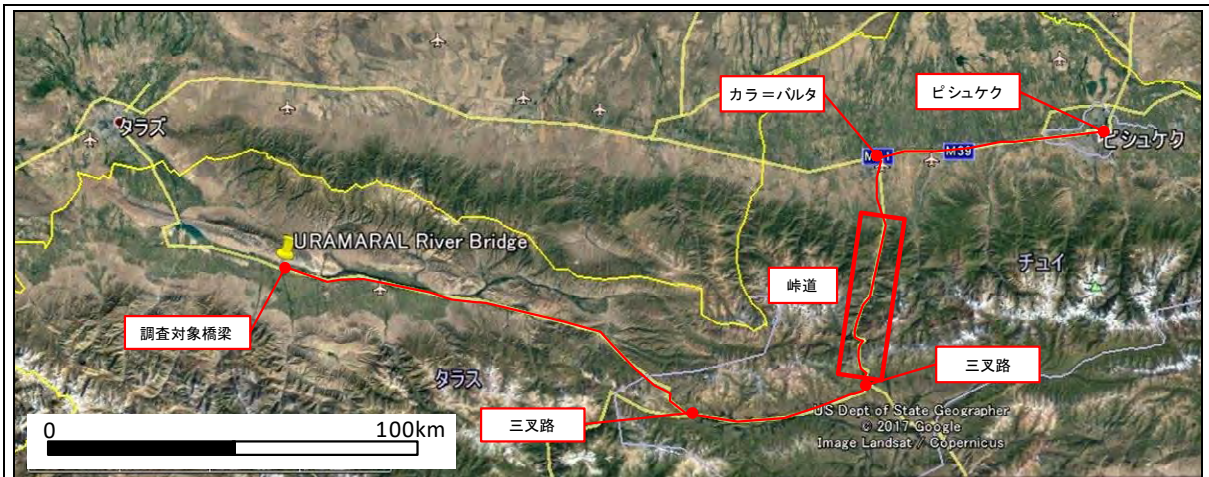 カラ＝バルタ
ビシュケク
タラズ
ビシュケク
M39
URAMARAL River Bridge
チュイ
峠道
調査対象橋梁
三叉路
タラス
三叉路
US Dept of State Geographer
© 2017 Google
Image Landsat / Copernicus
0
100km